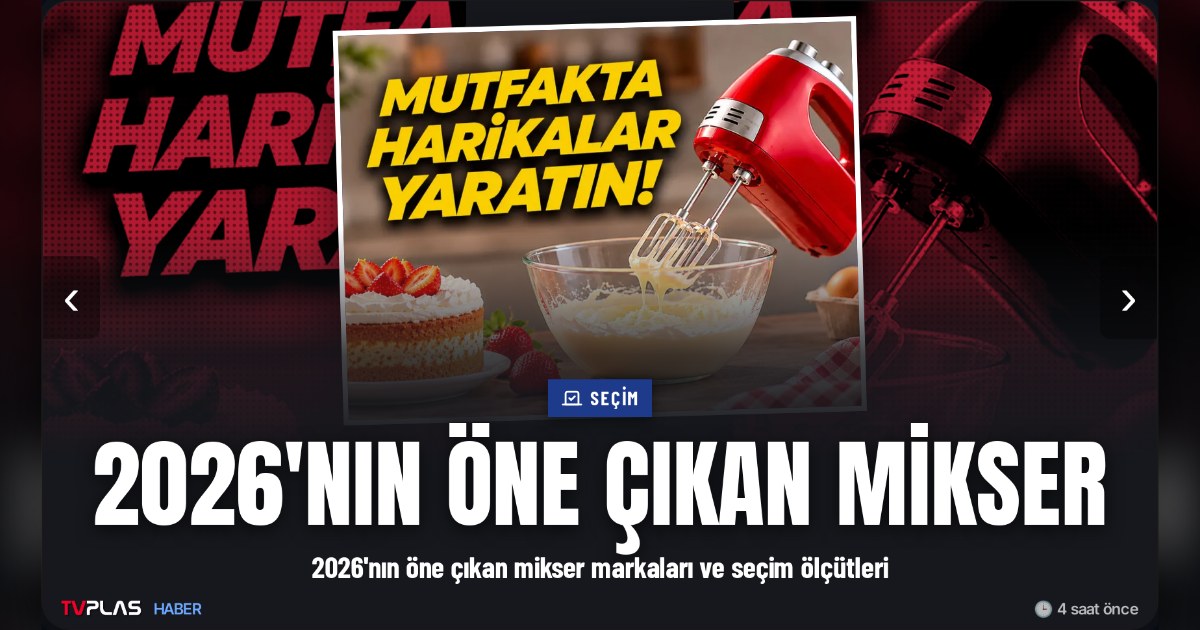 MUTFAKTA
HARİKALAR
YARATIN!
SEÇİM
2026'NIN ÖNE ÇIKAN MİKSER
2026'nın öne çıkan mikser markaları ve seçim ölçütleri
TVPLAS HABER
4 saat önce